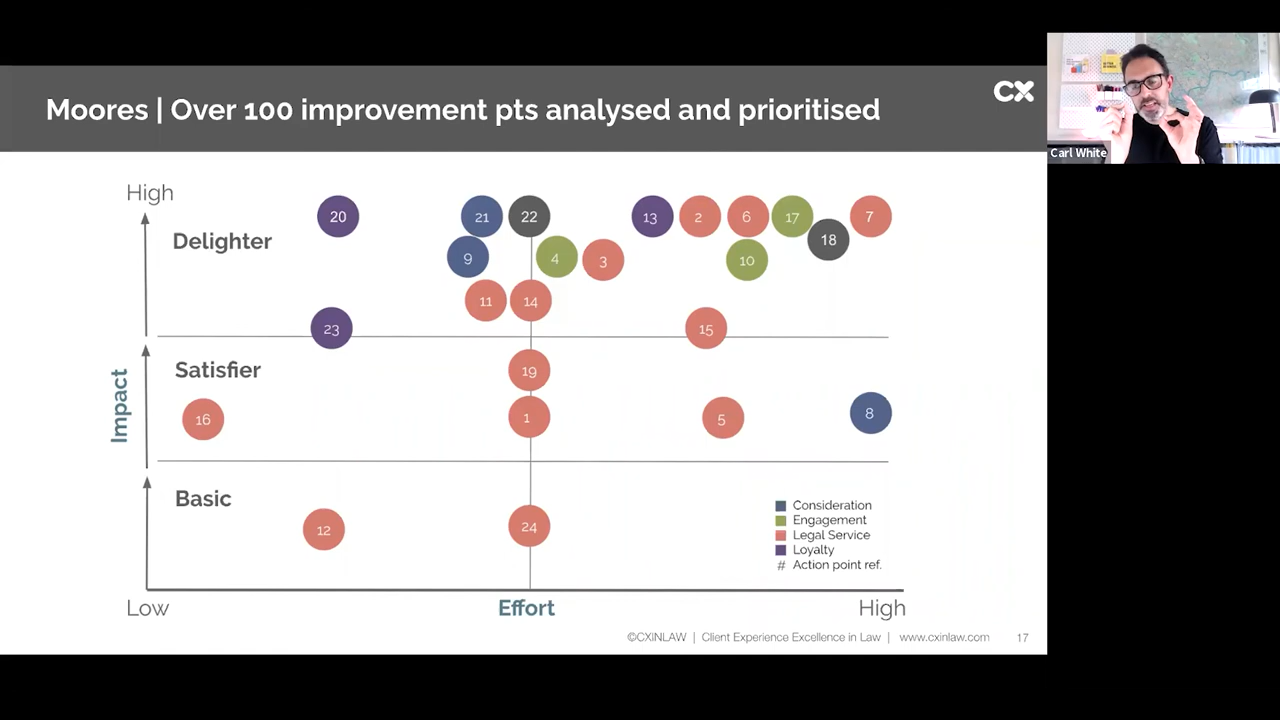 Moores | Over 100 improvement pts analysed and prioritised
CX
Carl White
High
20
21
22
13
2
6
17
7
Delighter
18
9
4
3
10
11
14
23
15
Satisfier
19
Impact
16
1
5
8
Basic
12
24
Consideration
Engagement
Legal Service
Loyalty
# Action point ref.
Low
Effort
High
©CXINLAW | Client Experience Excellence in Law | www.cxinlaw.com 17